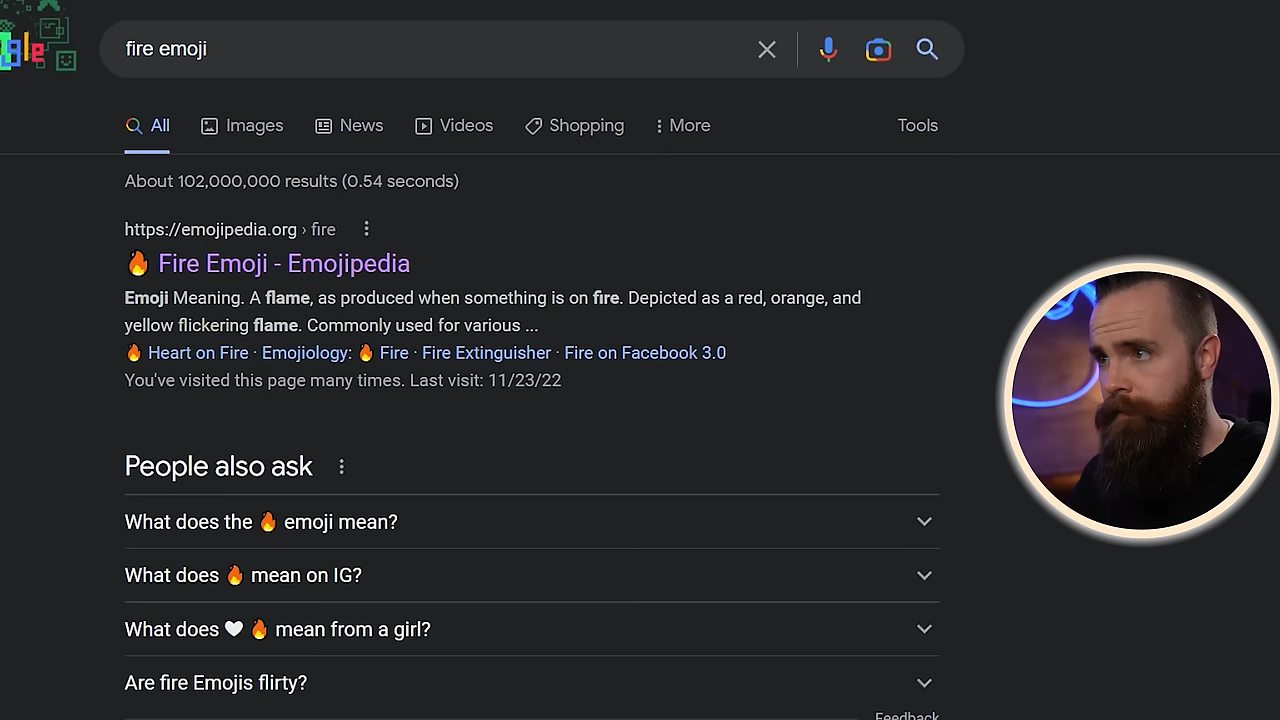 gle
fire emoji
All Images News Videos Shopping More Tools
About 102,000,000 results (0.54 seconds)
https://emojipedia.org › fire
🔥 Fire Emoji - Emojipedia
Emoji Meaning. A flame, as produced when something is on fire. Depicted as a red, orange, and
yellow flickering flame. Commonly used for various ...
🔥 Heart on Fire · Emojiology: 🔥 Fire · Fire Extinguisher · Fire on Facebook 3.0
You've visited this page many times. Last visit: 11/23/22
People also ask
What does the 🔥 emoji mean?
What does 🔥 mean on IG?
What does 🤍 🔥 mean from a girl?
Are fire Emojis flirty?
Feedback